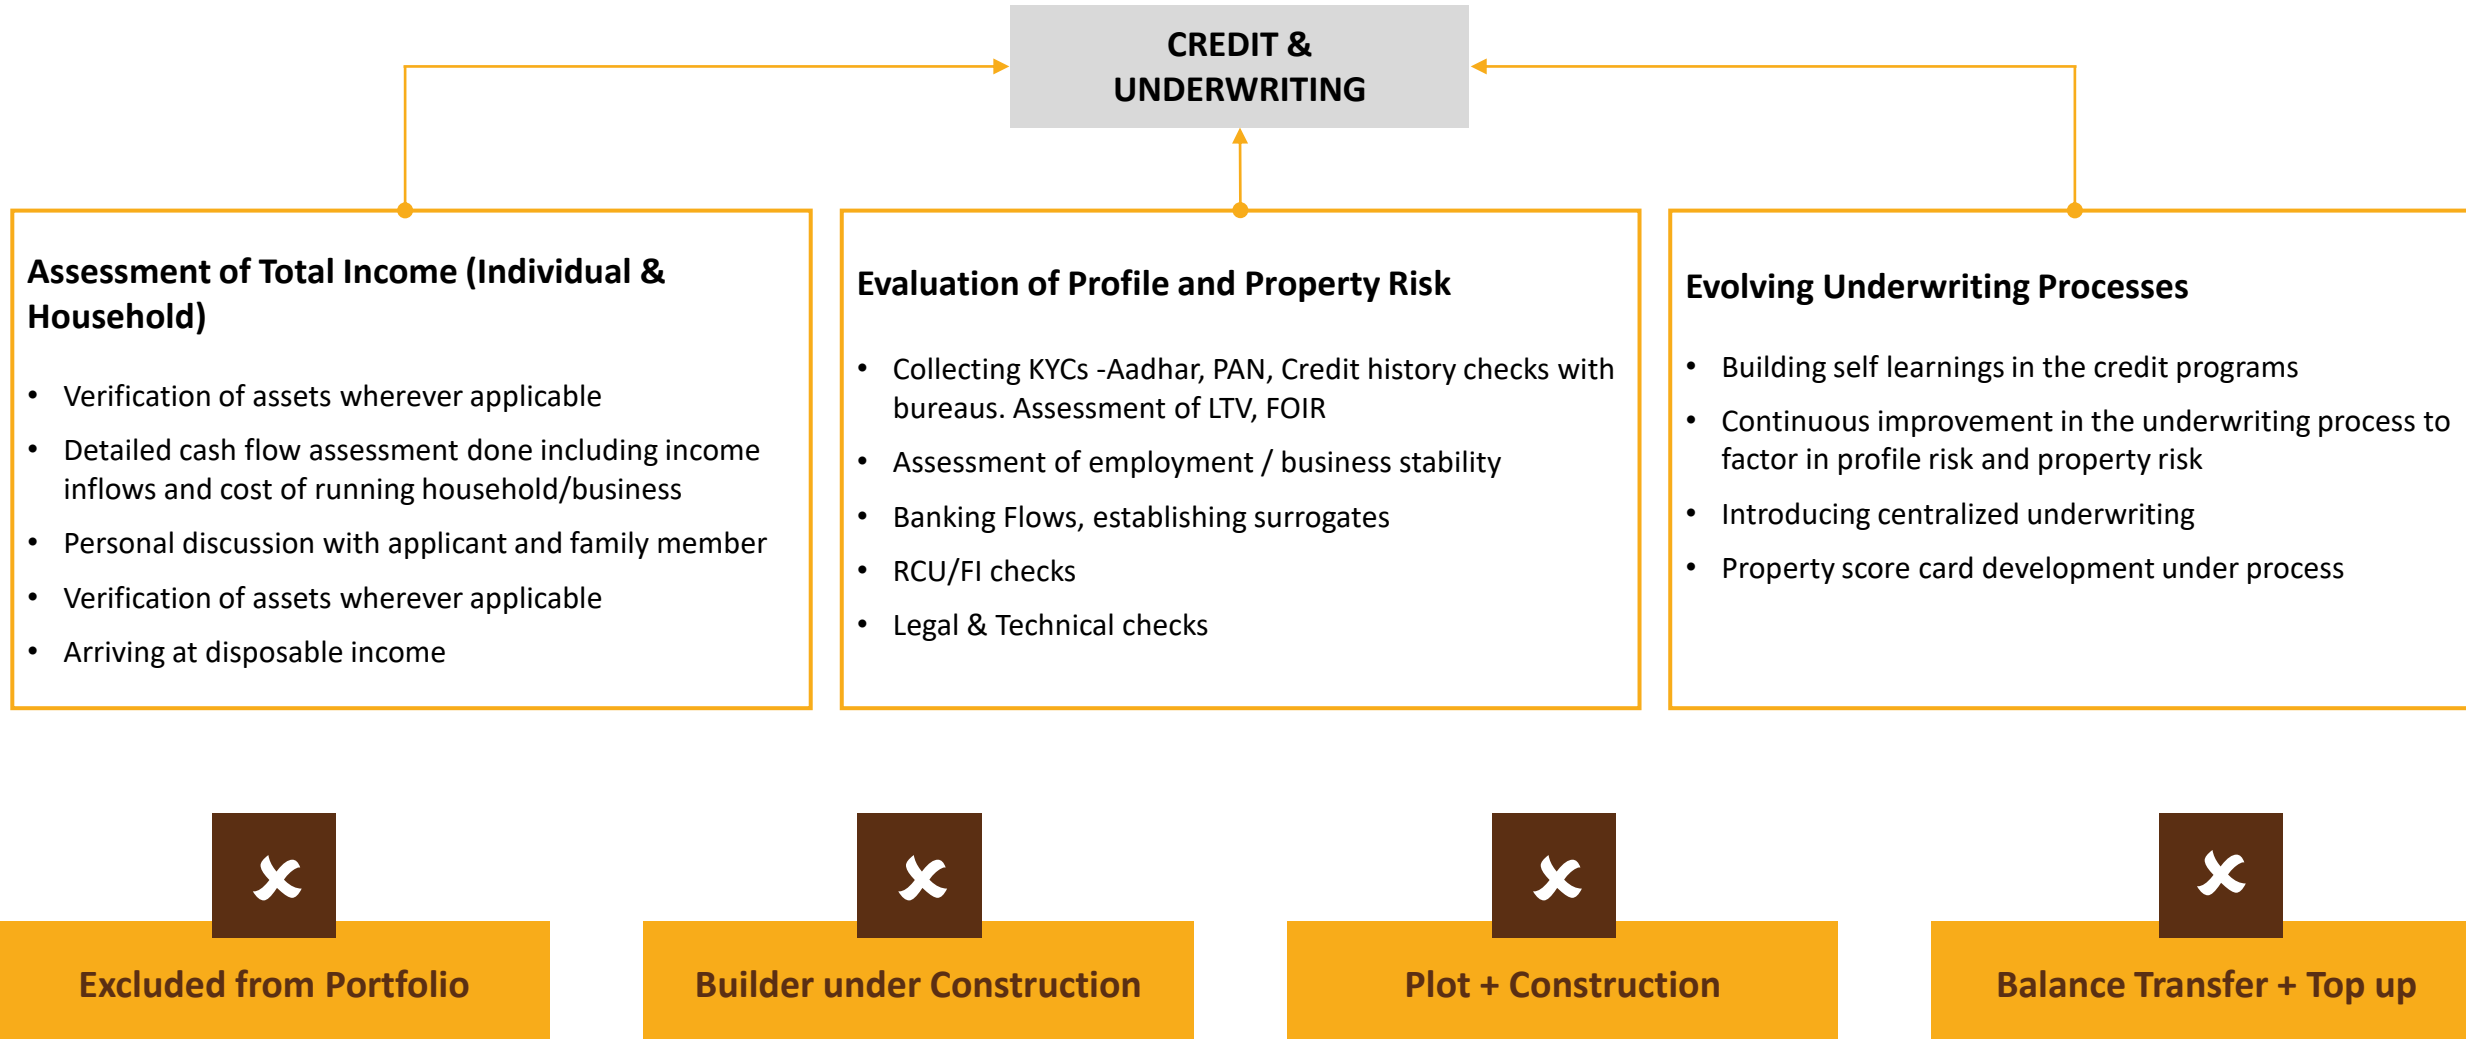 CREDIT &
UNDERWRITING
Assessment of Total Income (Individual &
Household)
• Verification of assets wherever applicable
• Detailed cash flow assessment done including income
inflows and cost of running household/business
• Personal discussion with applicant and family member
• Verification of assets wherever applicable
• Arriving at disposable income
Evaluation of Profile and Property Risk
• Collecting KYCs -Aadhar, PAN, Credit history checks with
bureaus. Assessment of LTV, FOIR
• Assessment of employment / business stability
• Banking Flows, establishing surrogates
• RCU/FI checks
• Legal & Technical checks
Evolving Underwriting Processes
• Building self learnings in the credit programs
• Continuous improvement in the underwriting process to
factor in profile risk and property risk
• Introducing centralized underwriting
• Property score card development under process
Excluded from Portfolio
Builder under Construction
Plot + Construction
Balance Transfer + Top up